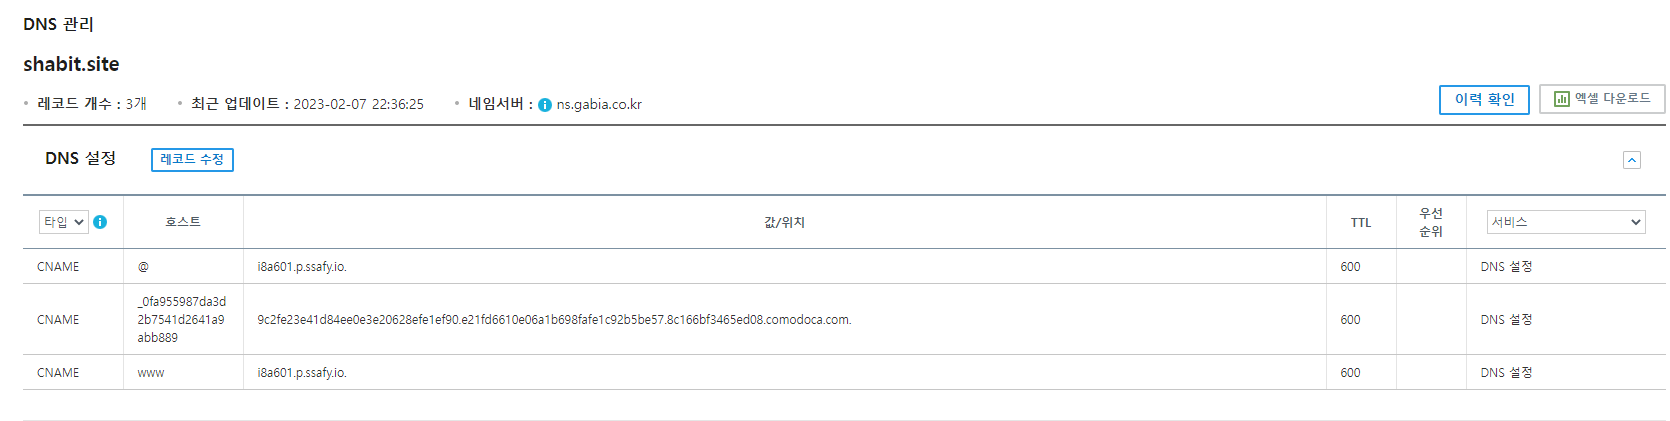 DNS 관리
shabit.site
• 레코드 개수 : 3개 • 최근 업데이트 : 2023-02-07 22:36:25 • 네임서버 : ns.gabia.co.kr
이력 확인 엑셀 다운로드
DNS 설정 레코드 수정
타입 호스트 값/위치 TTL 우선
순위 서비스
CNAME @ i8a601.p.ssafy.io. 600 DNS 설정
_0fa955987da3d
2b7541d2641a9
abb889
CNAME 9c2fe23e41d84ee0e3e20628efe1ef90.e21fd6610e06a1b698fafe1c92b5be57.8c166bf3465ed08.comodoca.com. 600 DNS 설정
CNAME www i8a601.p.ssafy.io. 600 DNS 설정